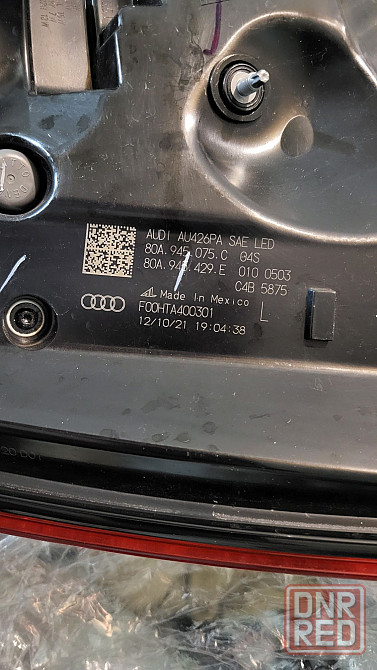 AUDI AU426PA SAE LED
80A.945.075.C 04S
80A.945.429.E 010 0503
C4B 5875
Made in Mexico
F00HTA400301 L
12/10/21 19:04:38
DNR
RED